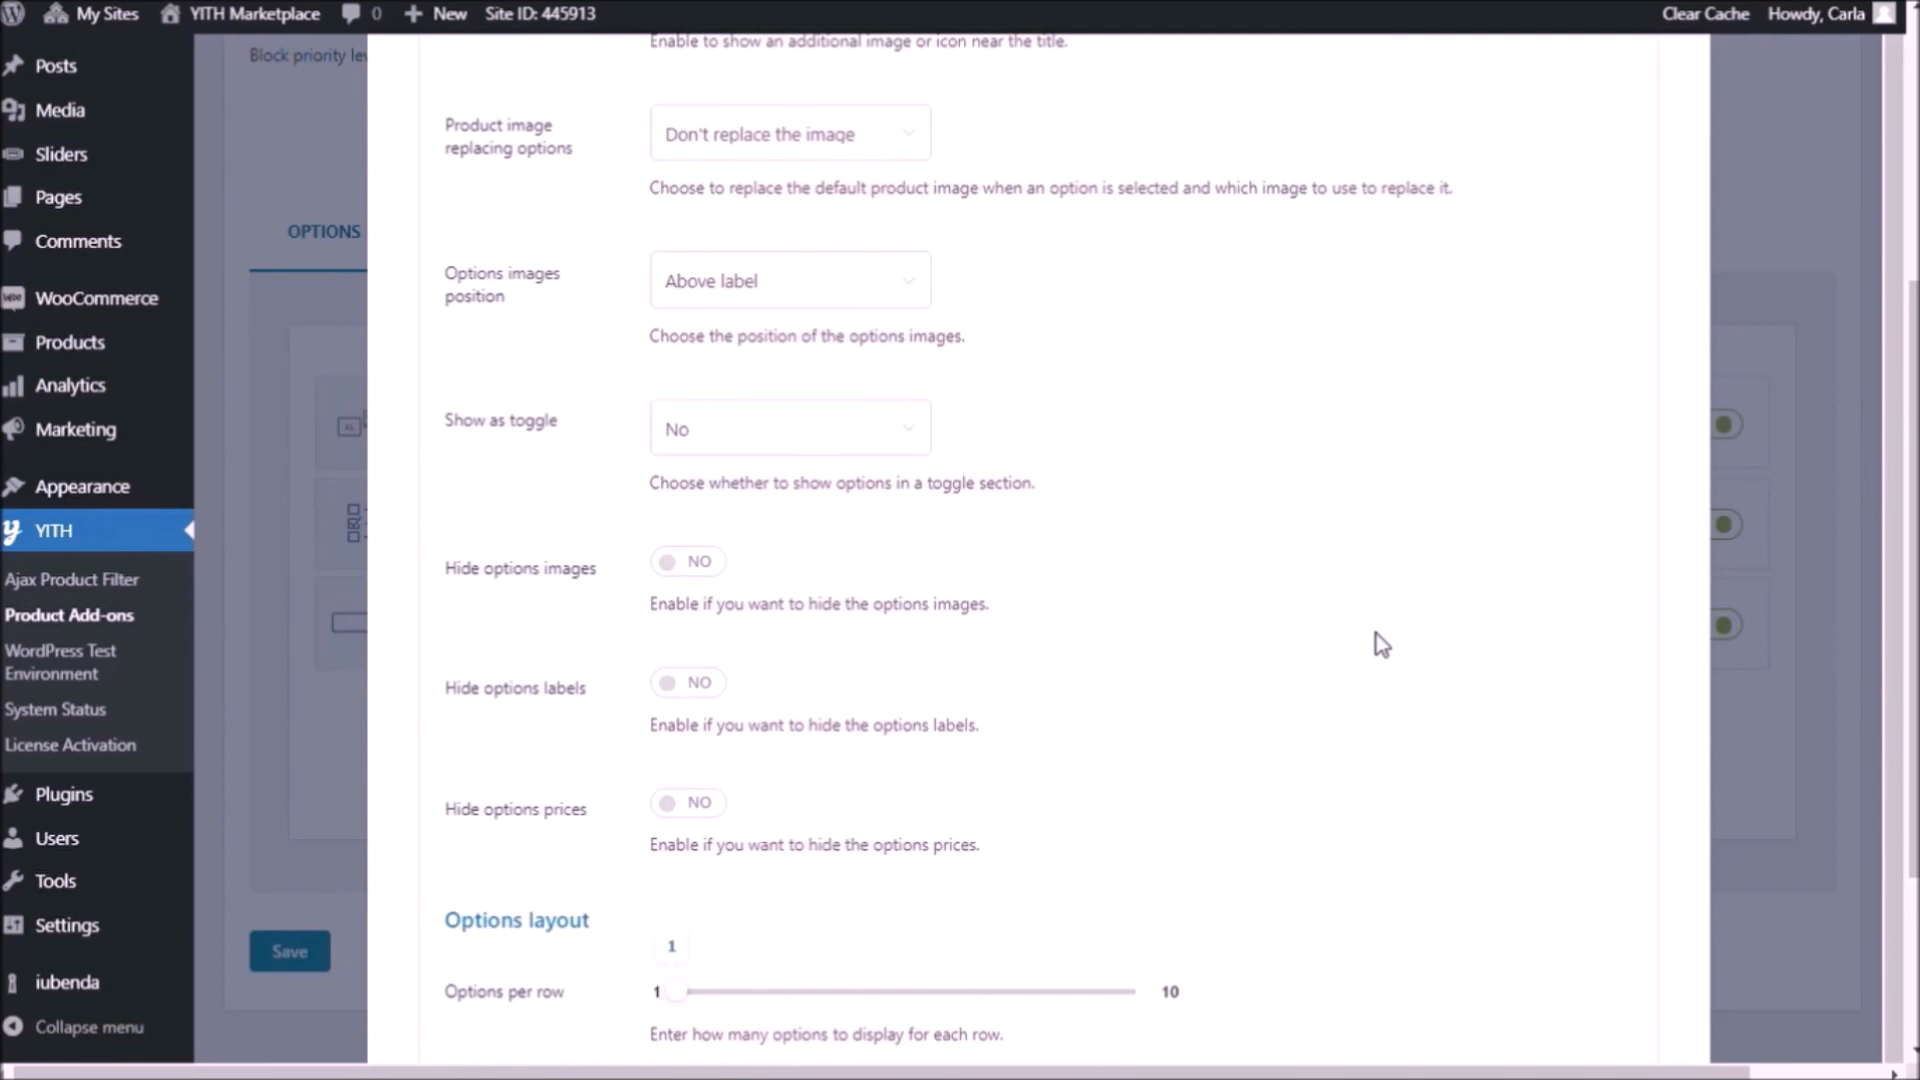 My Sites
YITH Marketplace
0
New
Site ID: 445913
Clear Cache
Howdy, Carla
Posts
Media
Sliders
Pages
Comments
WooCommerce
Products
Analytics
Marketing
Appearance
YITH
Ajax Product Filter
Product Add-ons
WordPress Test
Environment
System Status
License Activation
Plugins
Users
Tools
Settings
iubenda
Collapse menu
Block priority lev
OPTIONS
Save
Enable to show an additional image or icon near the title.
Product image
replacing options
Don't replace the image
Choose to replace the default product image when an option is selected and which image to use to replace it.
Options images
position
Above label
Choose the position of the options images.
Show as toggle
No
Choose whether to show options in a toggle section.
Hide options images
NO
Enable if you want to hide the options images.
Hide options labels
NO
Enable if you want to hide the options labels.
Hide options prices
NO
Enable if you want to hide the options prices.
Options layout
1
Options per row
1
10
Enter how many options to display for each row.